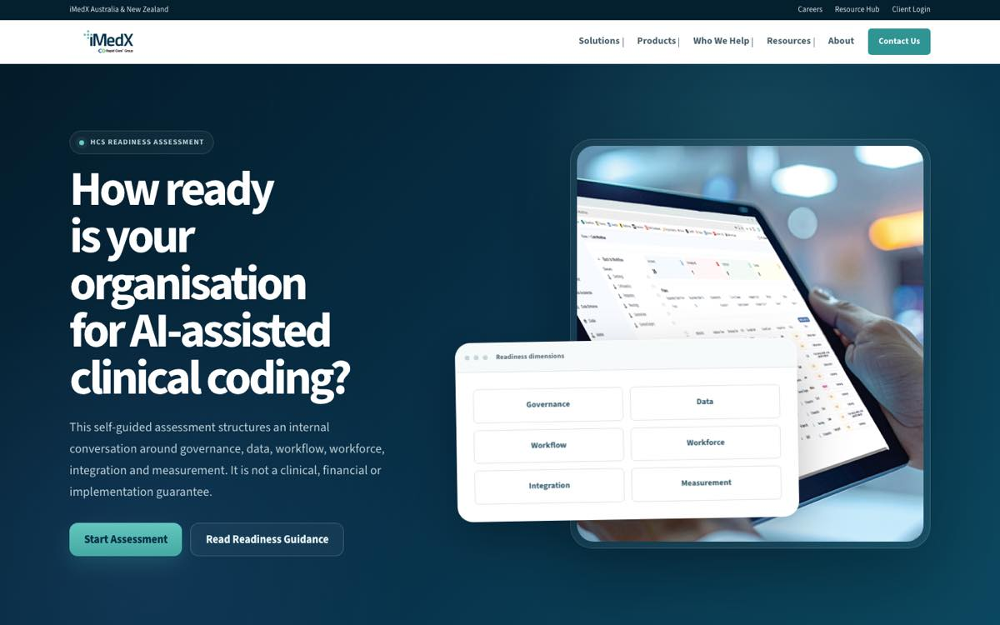 iMedX Australia & New Zealand
Careers Resource Hub Client Login
iMedX
Rapid Care Group
Solutions | Products | Who We Help | Resources | About Contact Us
HCS READINESS ASSESSMENT
How ready
is your
organisation
for AI-assisted
clinical coding?
This self-guided assessment structures an internal
conversation around governance, data, workflow, workforce,
integration and measurement. It is not a clinical, financial or
implementation guarantee.
Start Assessment Read Readiness Guidance
Readiness dimensions
Governance Data
Workflow Workforce
Integration Measurement